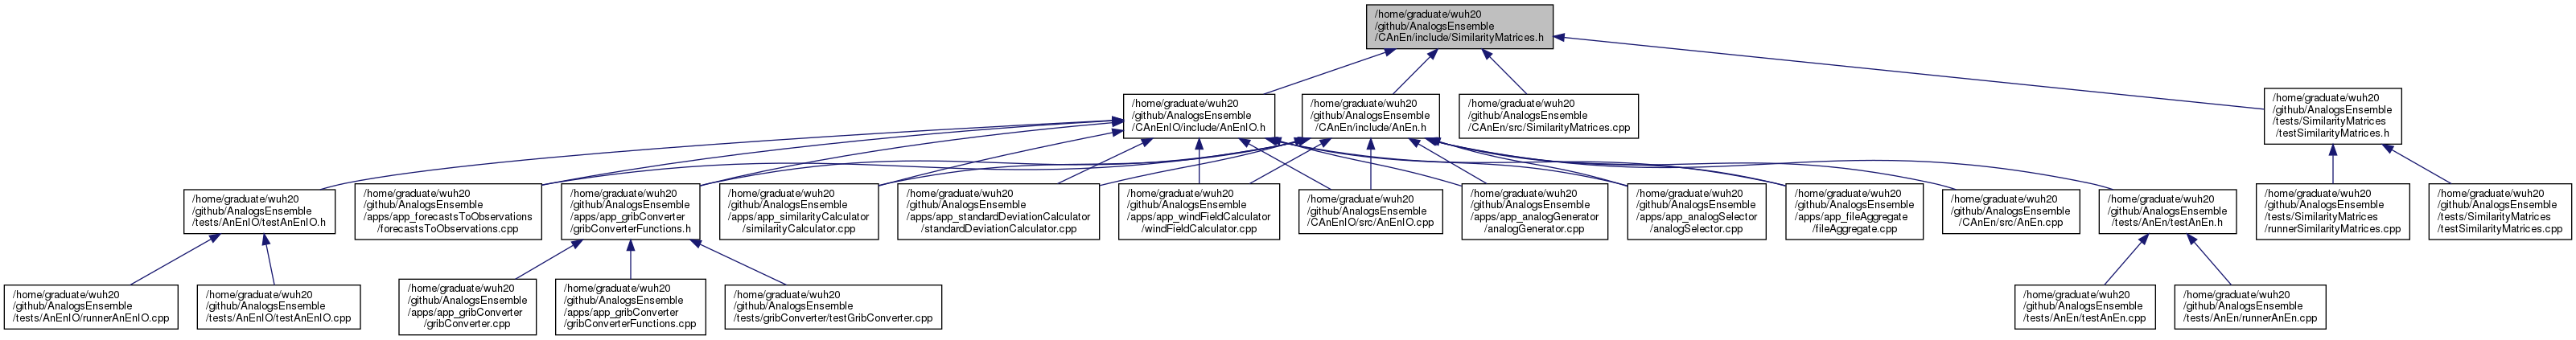 /home/graduate/wuh20
/github/AnalogsEnsemble
/CAnEn/include/SimilarityMatrices.h
/home/graduate/wuh20
/github/AnalogsEnsemble
/CAnEnIO/include/AnEnIO.h
/home/graduate/wuh20
/github/AnalogsEnsemble
/CAnEn/include/AnEn.h
/home/graduate/wuh20
/github/AnalogsEnsemble
/CAnEn/src/SimilarityMatrices.cpp
/home/graduate/wuh20
/github/AnalogsEnsemble
/tests/SimilarityMatrices
/testSimilarityMatrices.h
/home/graduate/wuh20
/github/AnalogsEnsemble
/tests/AnEnIO/testAnEnIO.h
/home/graduate/wuh20
/github/AnalogsEnsemble
/apps/app_forecastsToObservations
/forecastsToObservations.cpp
/home/graduate/wuh20
/github/AnalogsEnsemble
/apps/app_gribConverter
/gribConverterFunctions.h
/home/graduate/wuh20
/github/AnalogsEnsemble
/apps/app_similarityCalculator
/similarityCalculator.cpp
/home/graduate/wuh20
/github/AnalogsEnsemble
/apps/app_standardDeviationCalculator
/standardDeviationCalculator.cpp
/home/graduate/wuh20
/github/AnalogsEnsemble
/apps/app_windFieldCalculator
/windFieldCalculator.cpp
/home/graduate/wuh20
/github/AnalogsEnsemble
/CAnEnIO/src/AnEnIO.cpp
/home/graduate/wuh20
/github/AnalogsEnsemble
/apps/app_analogGenerator
/analogGenerator.cpp
/home/graduate/wuh20
/github/AnalogsEnsemble
/apps/app_analogSelector
/analogSelector.cpp
/home/graduate/wuh20
/github/AnalogsEnsemble
/apps/app_fileAggregate
/fileAggregate.cpp
/home/graduate/wuh20
/github/AnalogsEnsemble
/CAnEn/src/AnEn.cpp
/home/graduate/wuh20
/github/AnalogsEnsemble
/tests/AnEn/testAnEn.h
/home/graduate/wuh20
/github/AnalogsEnsemble
/tests/SimilarityMatrices
/runnerSimilarityMatrices.cpp
/home/graduate/wuh20
/github/AnalogsEnsemble
/tests/SimilarityMatrices
/testSimilarityMatrices.cpp
/home/graduate/wuh20
/github/AnalogsEnsemble
/tests/AnEnIO/runnerAnEnIO.cpp
/home/graduate/wuh20
/github/AnalogsEnsemble
/tests/AnEnIO/testAnEnIO.cpp
/home/graduate/wuh20
/github/AnalogsEnsemble
/apps/app_gribConverter
/gribConverter.cpp
/home/graduate/wuh20
/github/AnalogsEnsemble
/apps/app_gribConverter
/gribConverterFunctions.cpp
/home/graduate/wuh20
/github/AnalogsEnsemble
/tests/gribConverter/testGribConverter.cpp
/home/graduate/wuh20
/github/AnalogsEnsemble
/tests/AnEn/testAnEn.cpp
/home/graduate/wuh20
/github/AnalogsEnsemble
/tests/AnEn/runnerAnEn.cpp